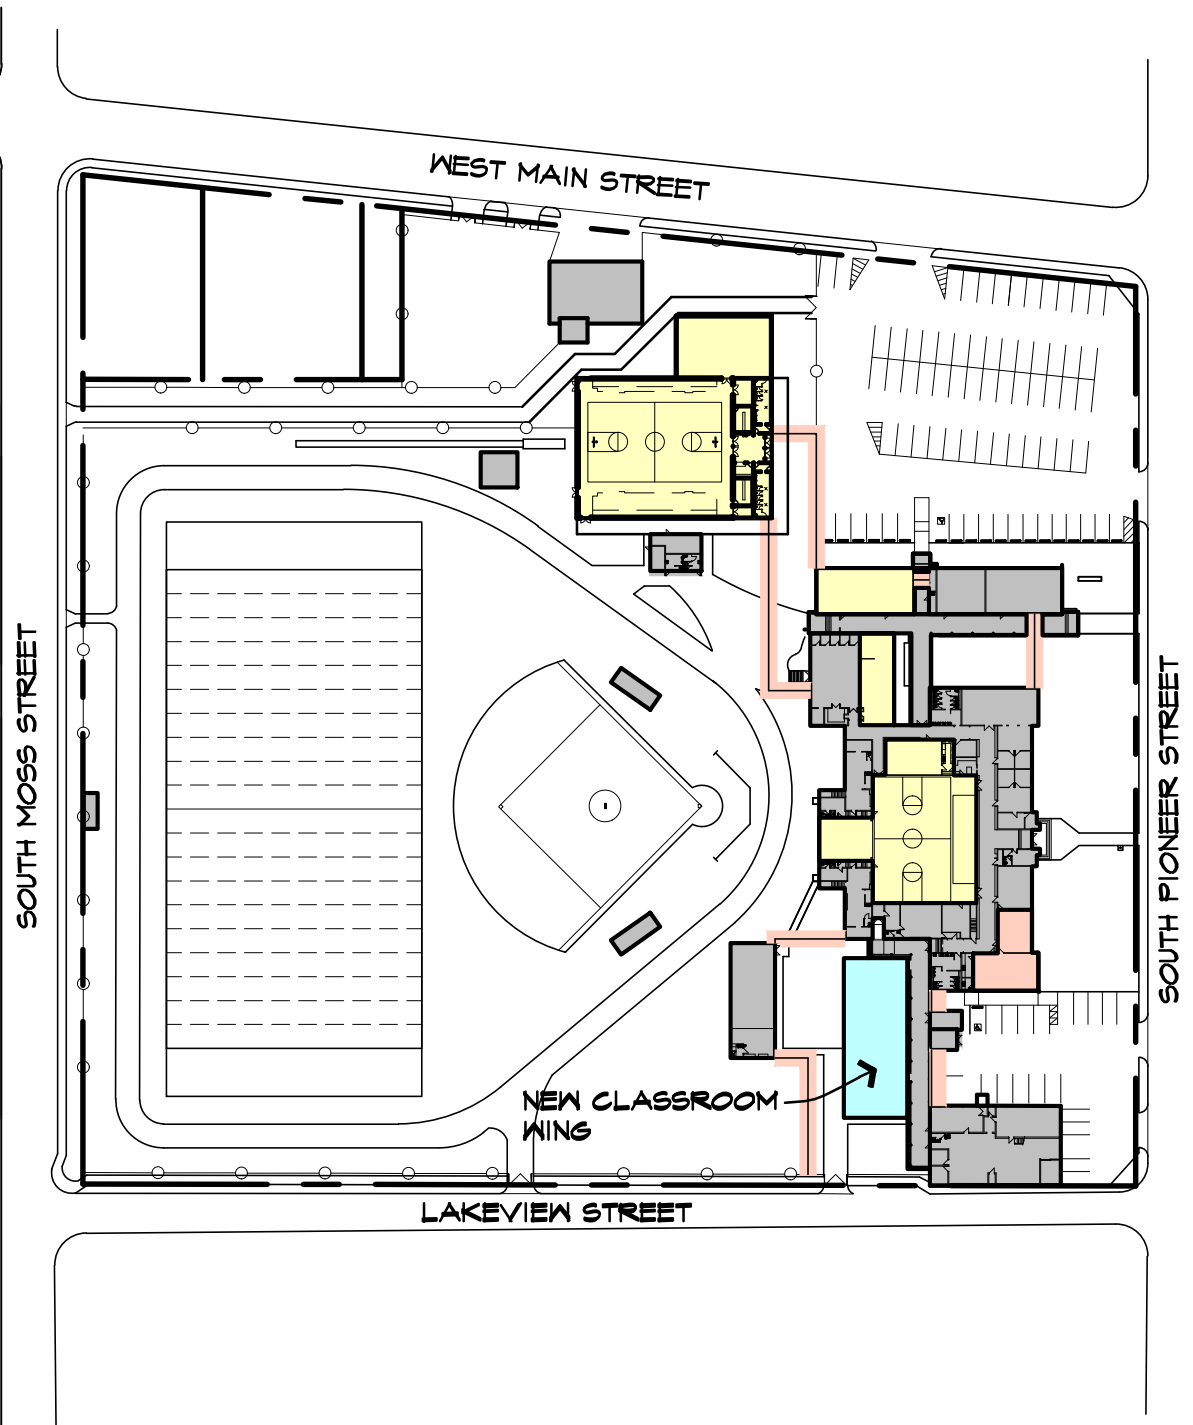 WEST MAIN STREET
SOUTH MOSS STREET
SOUTH PIONEER STREET
NEW CLASSROOM
WING
LAKEVIEW STREET